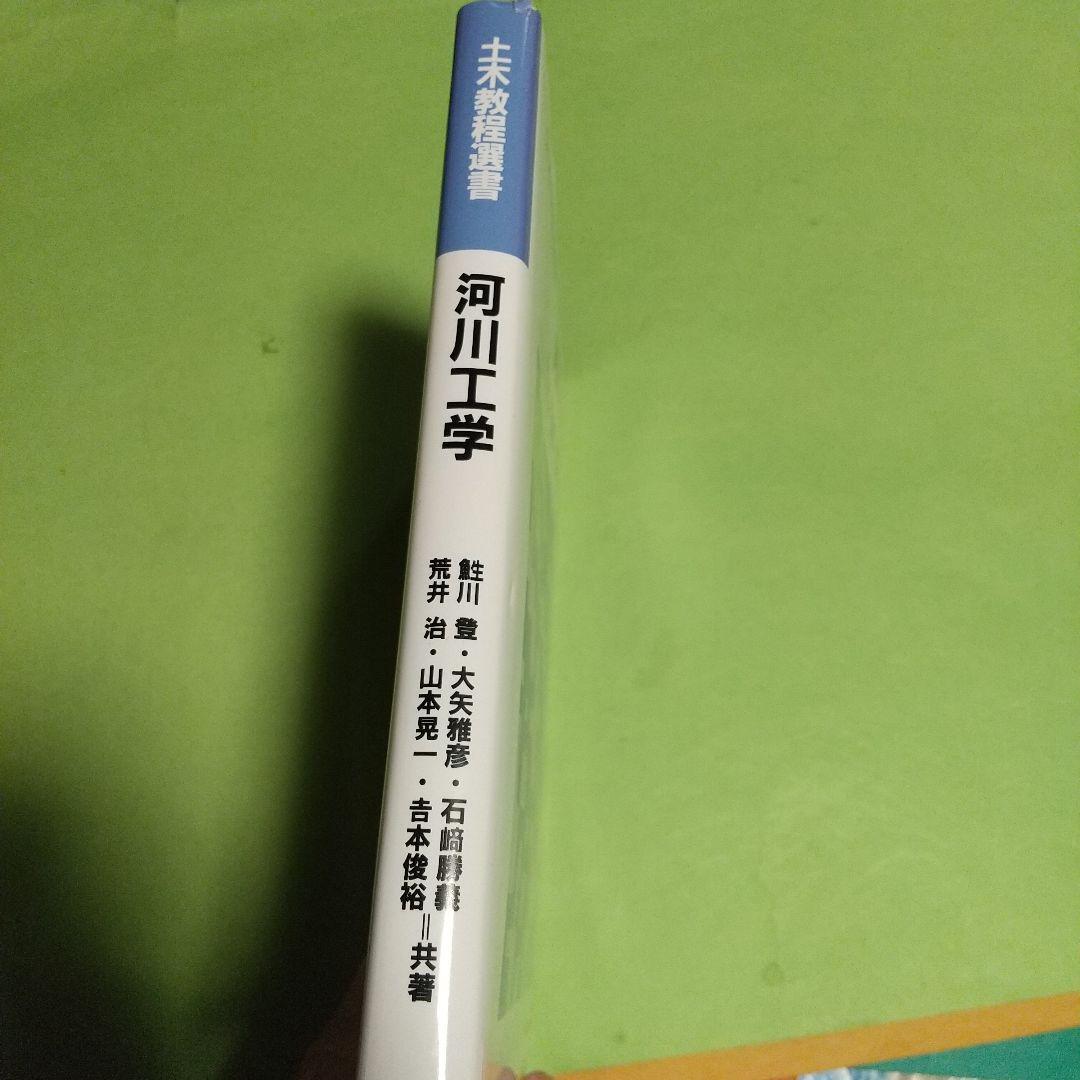 土木教程選書
河川工学
鮏川 登・大矢雅彦・石﨑勝義
荒井 治・山本晃一・𠮷本俊裕＝共著